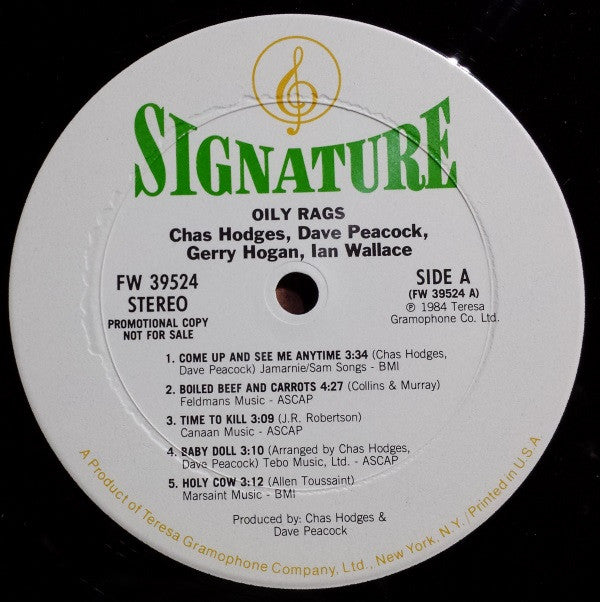 SIGNATURE
OILY RAGS
Chas Hodges, Dave Peacock,
Gerry Hogan, Ian Wallace
FW 39524
STEREO
PROMOTIONAL COPY
NOT FOR SALE
SIDE A
(FW 39524 A)
℗ 1984 Teresa
Gramophone Co. Ltd.
1. COME UP AND SEE ME ANYTIME 3:34 (Chas Hodges,
Dave Peacock) Jamarnie/Sam Songs - BMI
2. BOILED BEEF AND CARROTS 4:27 (Collins & Murray)
Feldmans Music - ASCAP
3. TIME TO KILL 3:09 (J.R. Robertson)
Canaan Music - ASCAP
4. BABY DOLL 3:10 (Arranged by Chas Hodges,
Dave Peacock) Tebo Music, Ltd. - ASCAP
5. HOLY COW 3:12 (Allen Toussaint)
Marsaint Music - BMI
Produced by: Chas Hodges &
Dave Peacock
A Product of Teresa Gramophone Company, Ltd., New York, N.Y./Printed in U.S.A.